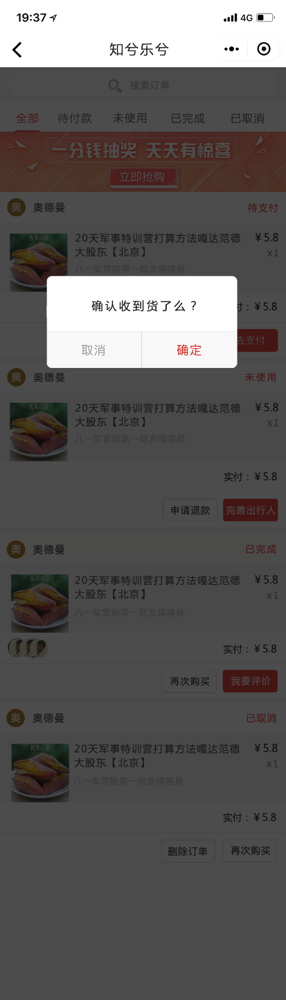 19:37
4G
知兮乐兮
搜索订单
全部 待付款 未使用 已完成 已取消
一分钱抽奖 天天有惊喜
立即抢购
奥 奥德曼 待支付
20天军事特训营打算方法嘎达范德 ¥5.8
大股东【北京】 x1
八一军营期第一期发嘎嘎是
付：¥5.8
确认收到货了么？
取消 确定
去支付
奥 奥德曼 未使用
20天军事特训营打算方法嘎达范德 ¥5.8
大股东【北京】 x1
八一军营期第一期发嘎嘎是
实付：¥5.8
申请退款 完善出行人
奥 奥德曼 已完成
20天军事特训营打算方法嘎达范德 ¥5.8
大股东【北京】 x1
八一军营期第一期发嘎嘎是
实付：¥5.8
再次购买 我要评价
奥 奥德曼 已取消
20天军事特训营打算方法嘎达范德 ¥5.8
大股东【北京】 x1
八一军营期第一期发嘎嘎是
实付：¥5.8
删除订单 再次购买